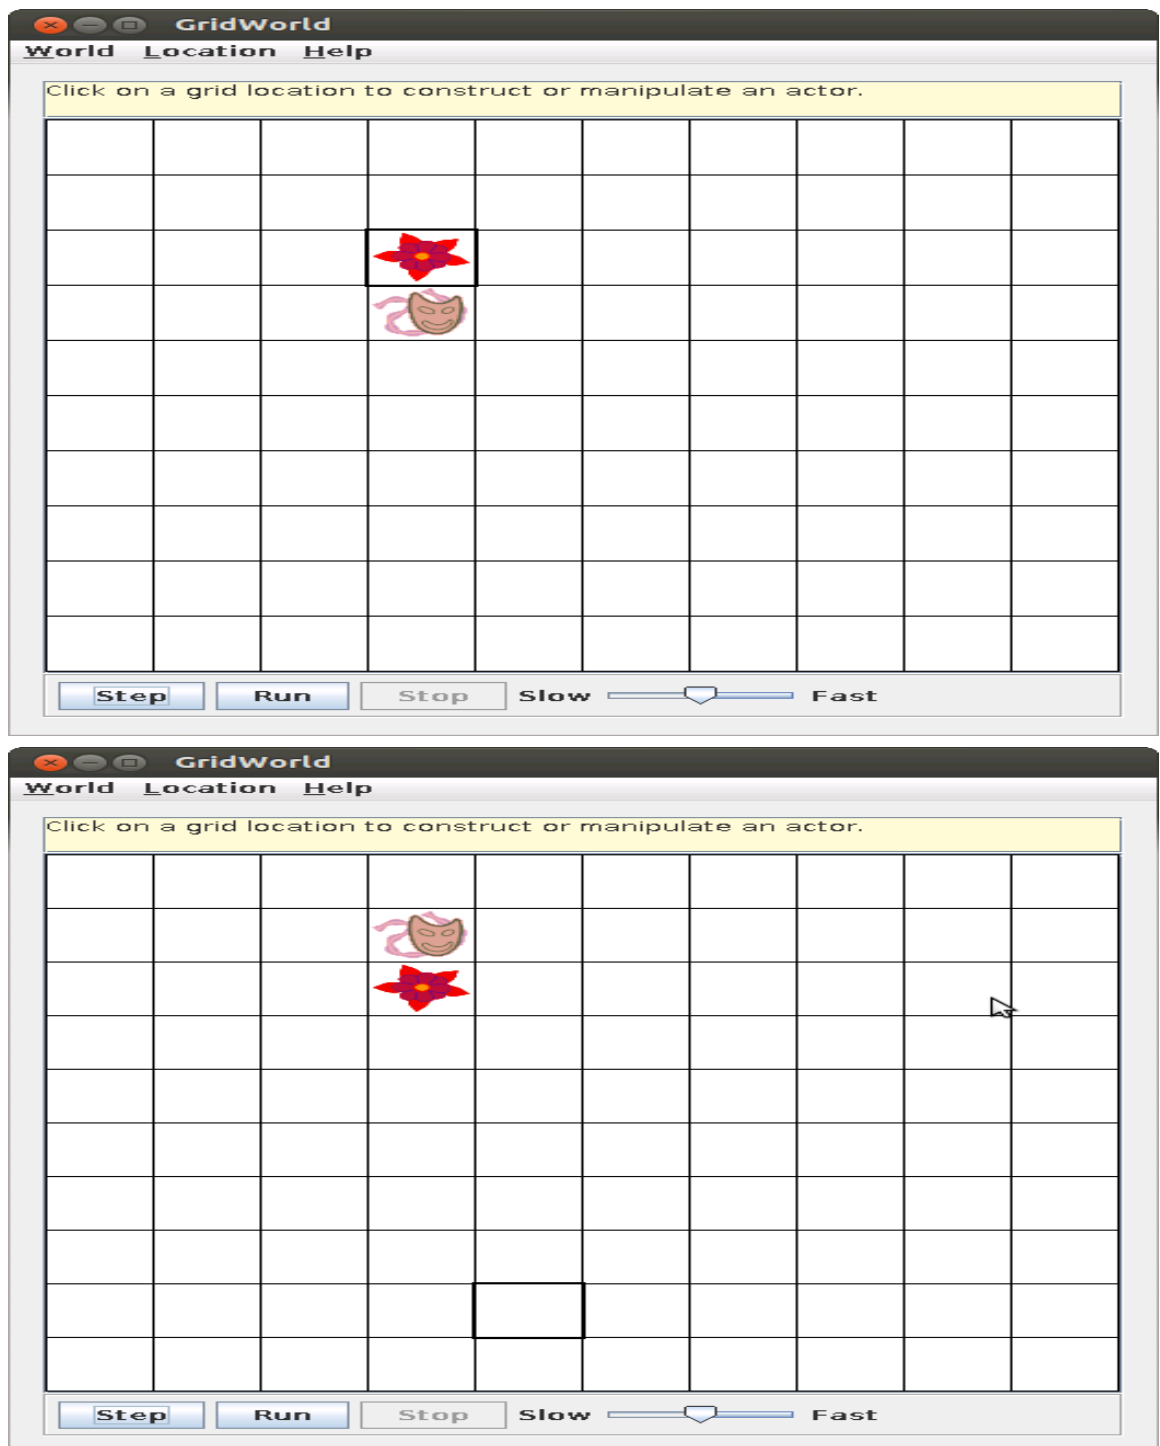 GridWorld
World Location Help
Click on a grid location to construct or manipulate an actor.
Step Run Stop Slow Fast
GridWorld
World Location Help
Click on a grid location to construct or manipulate an actor.
Step Run Stop Slow Fast